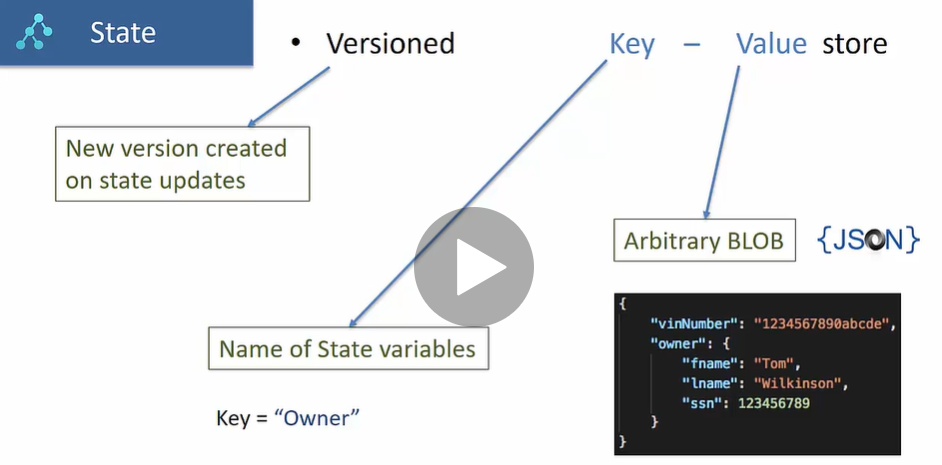 State
• Versioned Key – Value store
New version created
on state updates
Arbitrary BLOB
{JSON}
Name of State variables
Key = “Owner”
{
"vinNumber": "1234567890abcde",
"owner": {
"fname": "Tom",
"lname": "Wilkinson",
"ssn": 123456789
}
}